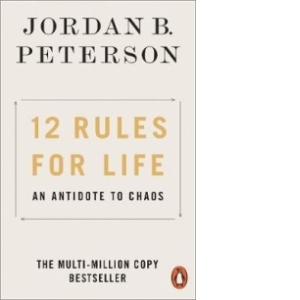 JORDAN B.
PETERSON
12 RULES
FOR LIFE
AN ANTIDOTE TO CHAOS
THE MULTI-MILLION COPY
BESTSELLER